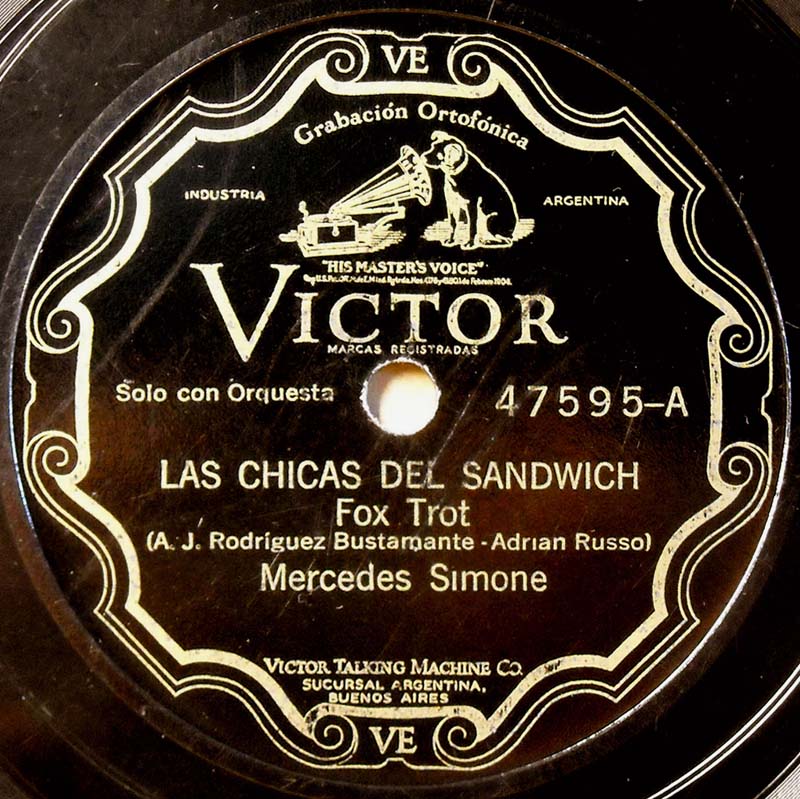 VE
Grabación Ortofónica
INDUSTRIA ARGENTINA
"HIS MASTER'S VOICE"
VICTOR
MARCAS REGISTRADAS
Solo con Orquesta 47595-A
LAS CHICAS DEL SANDWICH
Fox Trot
(A. J. Rodríguez Bustamante - Adrian Russo)
Mercedes Simone
VICTOR TALKING MACHINE CO.
SUCURSAL ARGENTINA,
BUENOS AIRES
VE